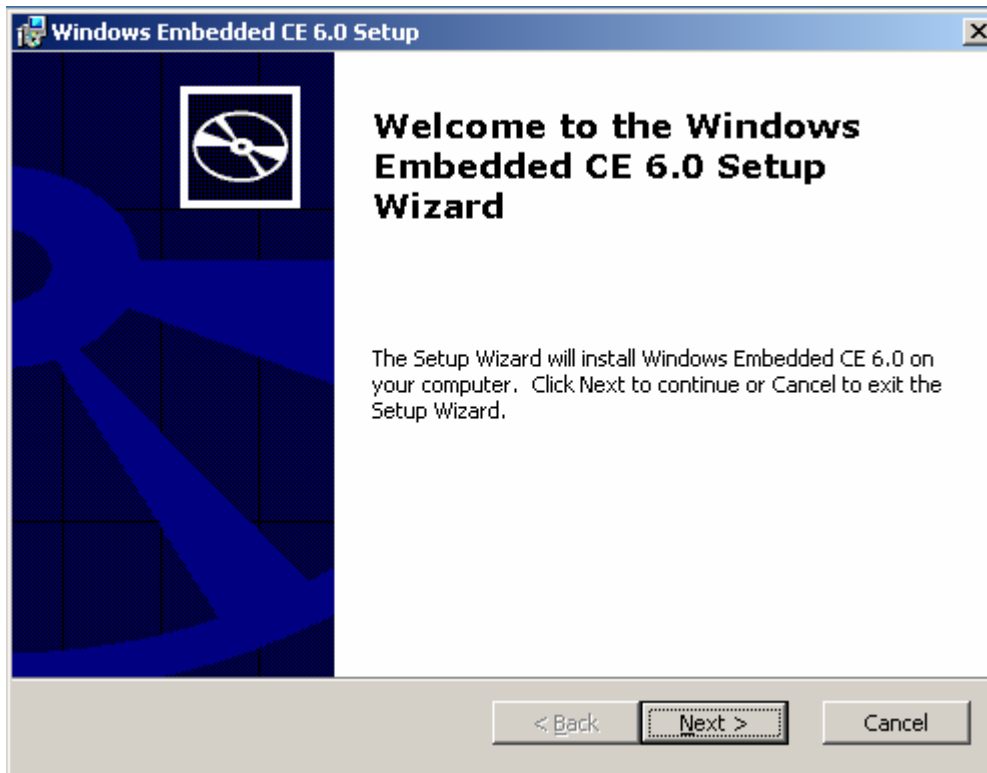 Windows Embedded CE 6.0 Setup
Welcome to the Windows
Embedded CE 6.0 Setup
Wizard
The Setup Wizard will install Windows Embedded CE 6.0 on
your computer. Click Next to continue or Cancel to exit the
Setup Wizard.
< Back
Next >
Cancel